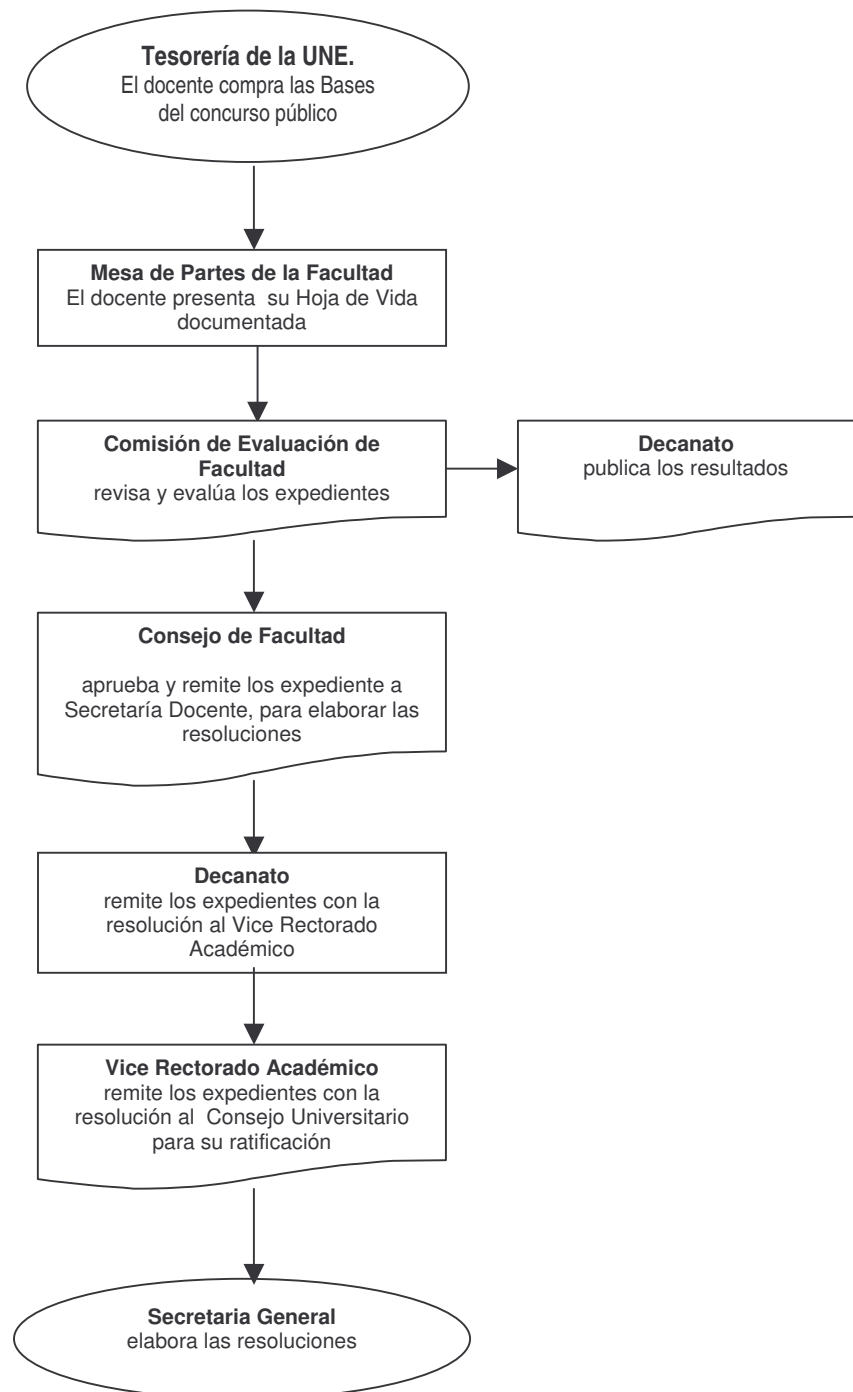 Tesorería de la UNE.
El docente compra las Bases
del concurso público
Mesa de Partes de la Facultad
El docente presenta su Hoja de Vida
documentada
Comisión de Evaluación de
Facultad
revisa y evalúa los expedientes
Decanato
publica los resultados
Consejo de Facultad
aprueba y remite los expediente a
Secretaría Docente, para elaborar las
resoluciones
Decanato
remite los expedientes con la
resolución al Vice Rectorado
Académico
Vice Rectorado Académico
remite los expedientes con la
resolución al Consejo Universitario
para su ratificación
Secretaria General
elabora las resoluciones